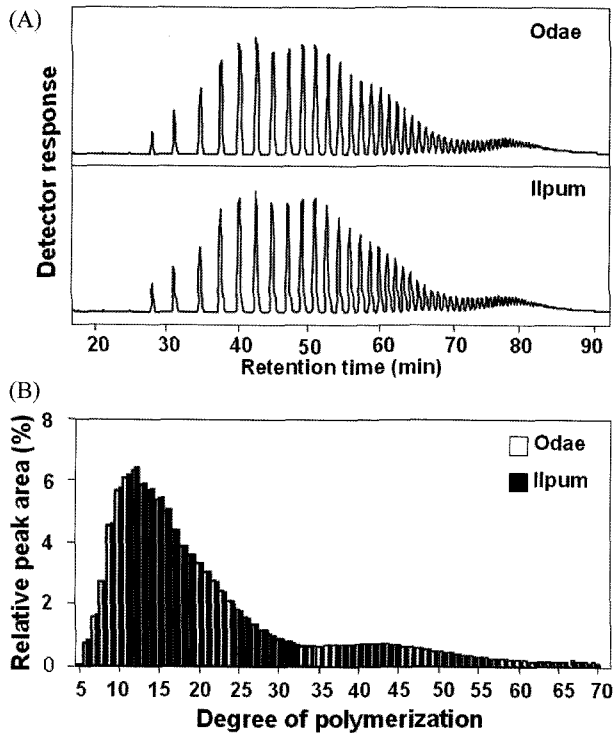 (A)
Odae
Detector response
Ilpum
20 30 40 50 60 70 80 90
Retention time (min)
(B)
8
6
4
2
0
Relative peak area (%)
Odae
Ilpum
5 10 15 20 25 30 35 40 45 50 55 60 65 70
Degree of polymerization